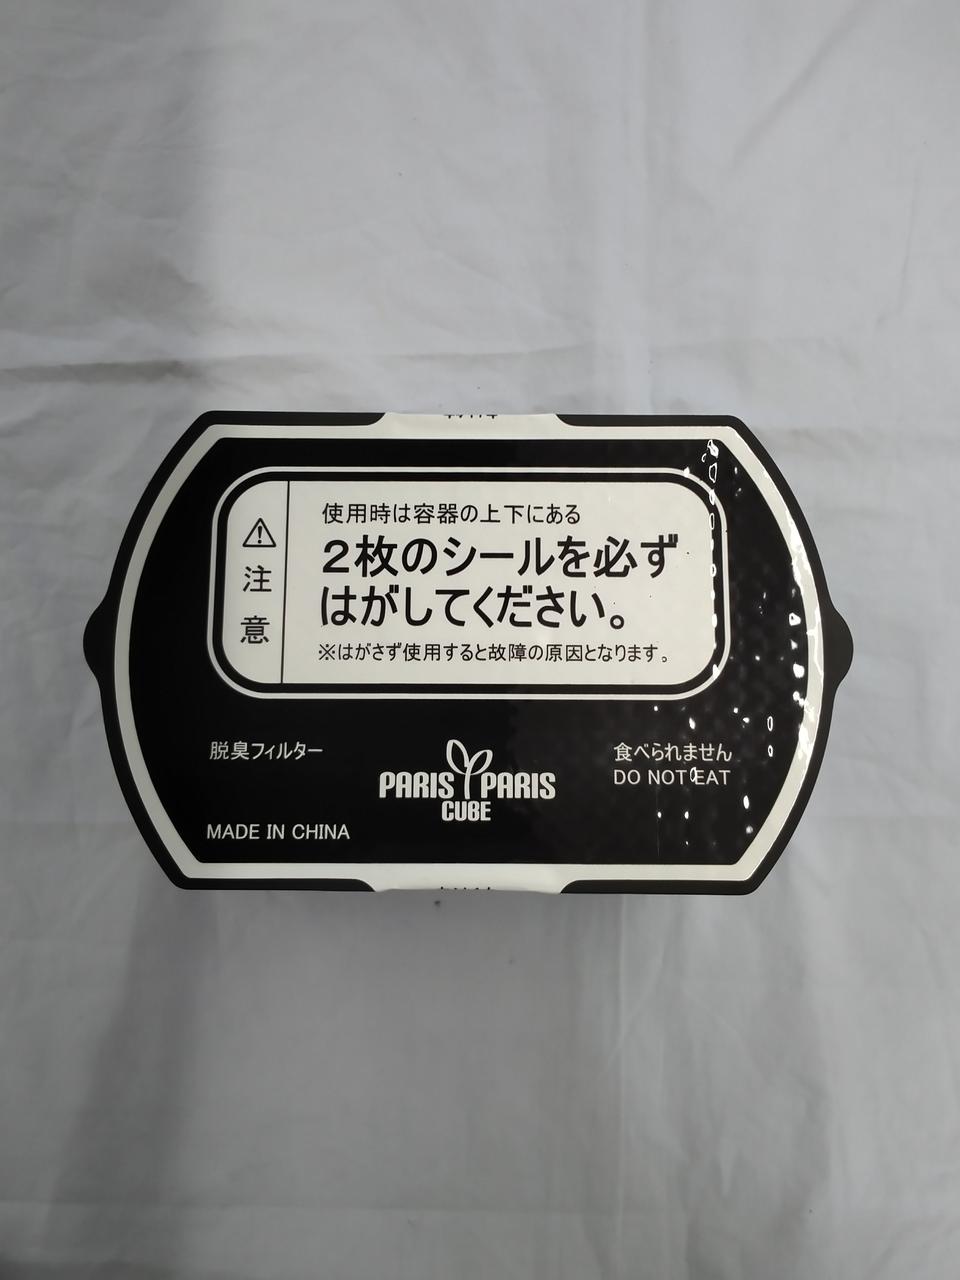 注意
使用時は容器の上下にある
2枚のシールを必ず
はがしてください。
※はがさず使用すると故障の原因となります。
脱臭フィルター
PARIS PARIS
CUBE
食べられません
DO NOT EAT
MADE IN CHINA